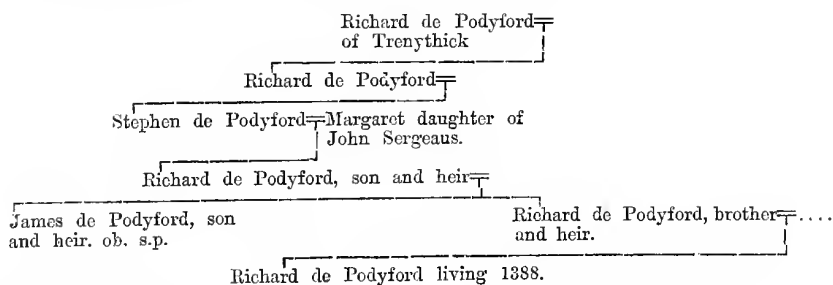 Richard de Podyford
of Trenythick
Richard de Podyford
Stephen de Podyford Margaret daughter of
John Sergeaus.
Richard de Podyford, son and heir
James de Podyford, son
and heir. ob. s.p.
Richard de Podyford, brother ....
and heir.
Richard de Podyford living 1388.